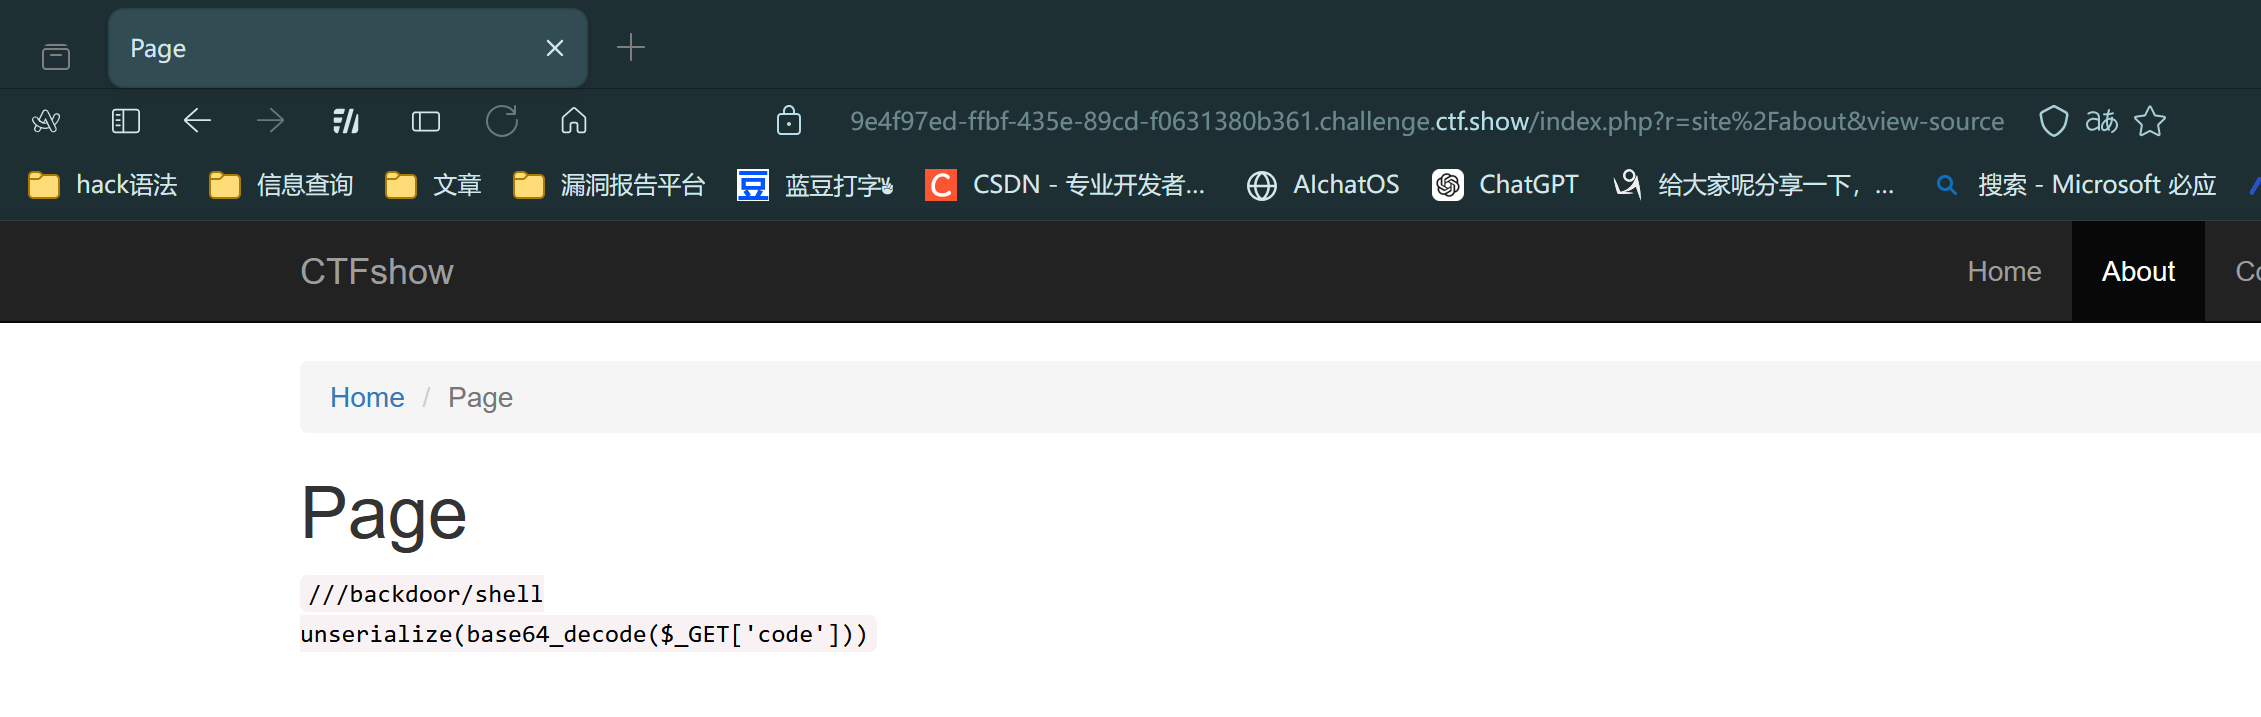 Page
9e4f97ed-ffbf-435e-89cd-f0631380b361.challenge.ctf.show/index.php?r=site%2Fabout&view-source
hack语法 信息查询 文章 漏洞报告平台 蓝豆打字 CSDN - 专业开发者... AIchatOS ChatGPT 给大家呢分享一下，... 搜索 - Microsoft 必应
CTFshow Home About Co
Home / Page
Page
///backdoor/shell
unserialize(base64_decode($_GET['code']))